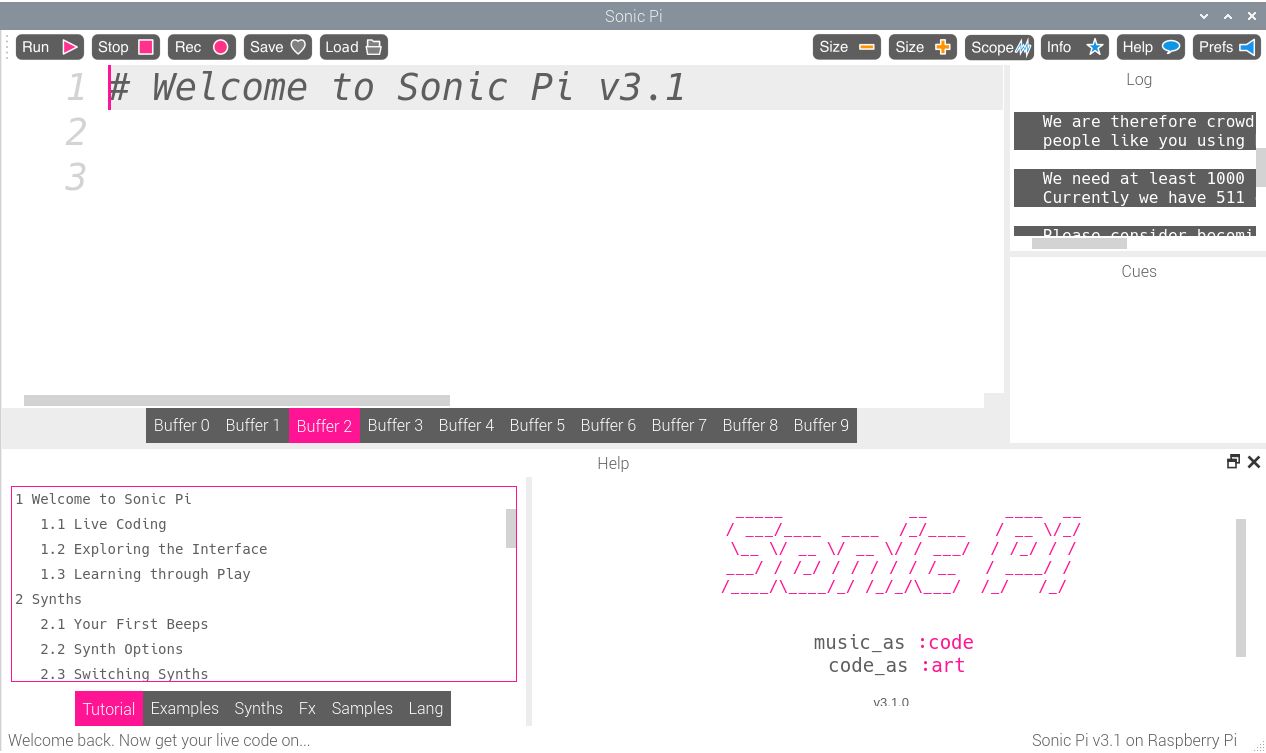 Sonic Pi
Run Stop Rec Save Load Size Size Scope Info Help Prefs
1 # Welcome to Sonic Pi v3.1
2
3
Log
We are therefore crowd
people like you using
We need at least 1000
Currently we have 511
Please consider becomi
Cues
Buffer 0 Buffer 1 Buffer 2 Buffer 3 Buffer 4 Buffer 5 Buffer 6 Buffer 7 Buffer 8 Buffer 9
Help
1 Welcome to Sonic Pi
1.1 Live Coding
1.2 Exploring the Interface
1.3 Learning through Play
2 Synths
2.1 Your First Beeps
2.2 Synth Options
2.3 Switching Synths
Tutorial Examples Synths Fx Samples Lang
Sonic Pi
music_as :code
code_as :art
v3.1.0
Welcome back. Now get your live code on...
Sonic Pi v3.1 on Raspberry Pi